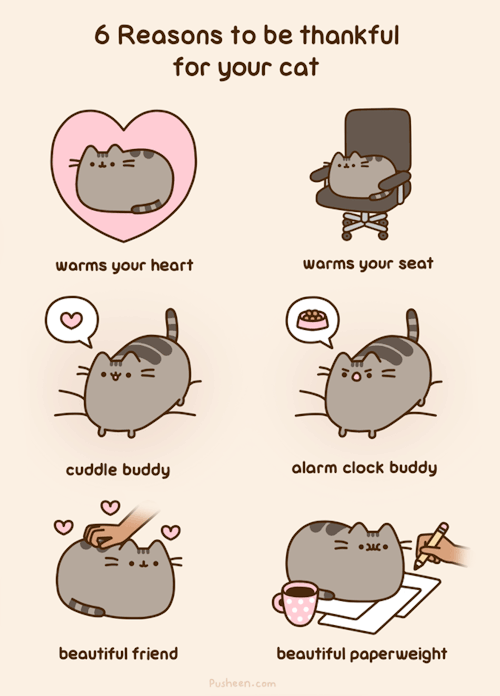 6 Reasons to be thankful
for your cat
warms your heart
warms your seat
cuddle buddy
alarm clock buddy
beautiful friend
beautiful paperweight
Pusheen.com